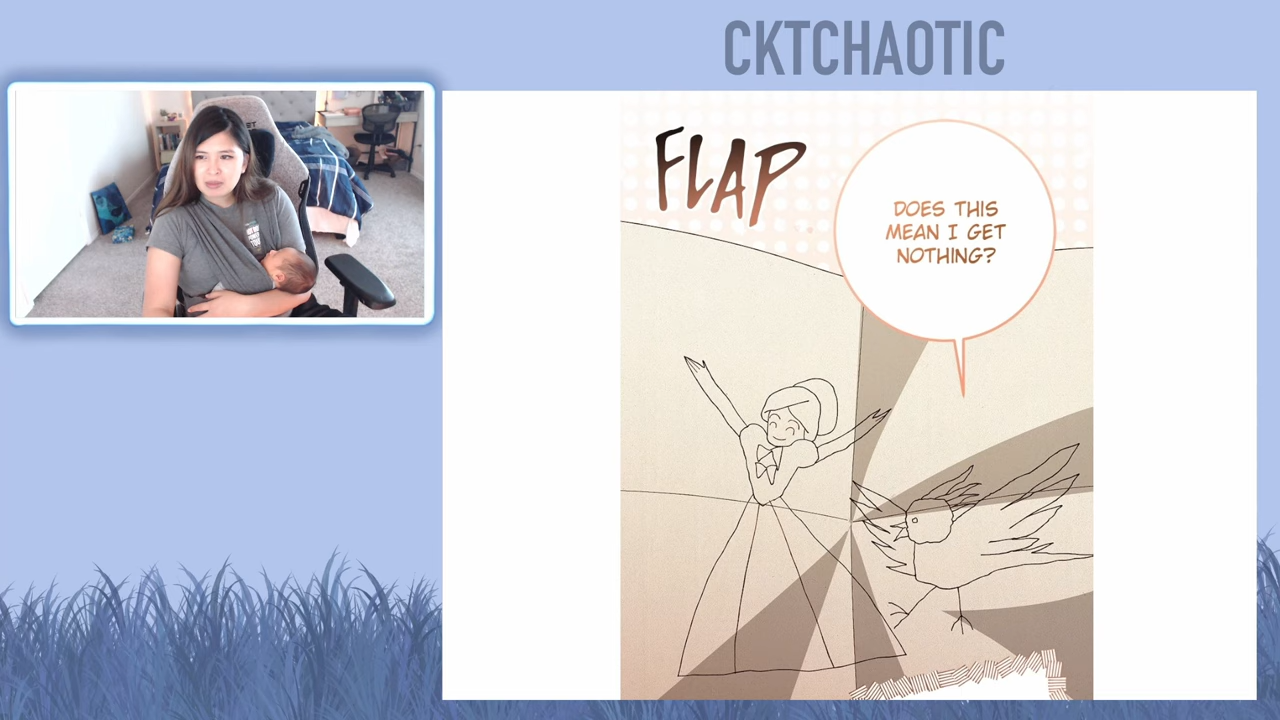 CKTCHAOTIC
FLAP
DOES THIS
MEAN I GET
NOTHING?